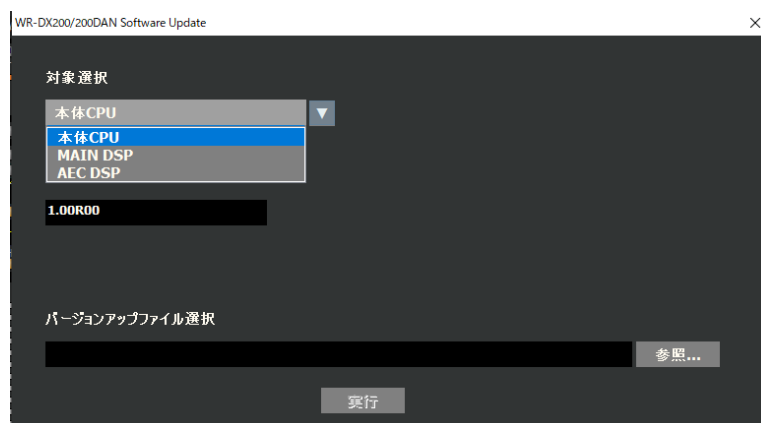 WR-DX200/200DAN Software Update
対象選択
本体CPU
本体CPU
MAIN DSP
AEC DSP
1.00R00
バージョンアップファイル選択
参照...
実行